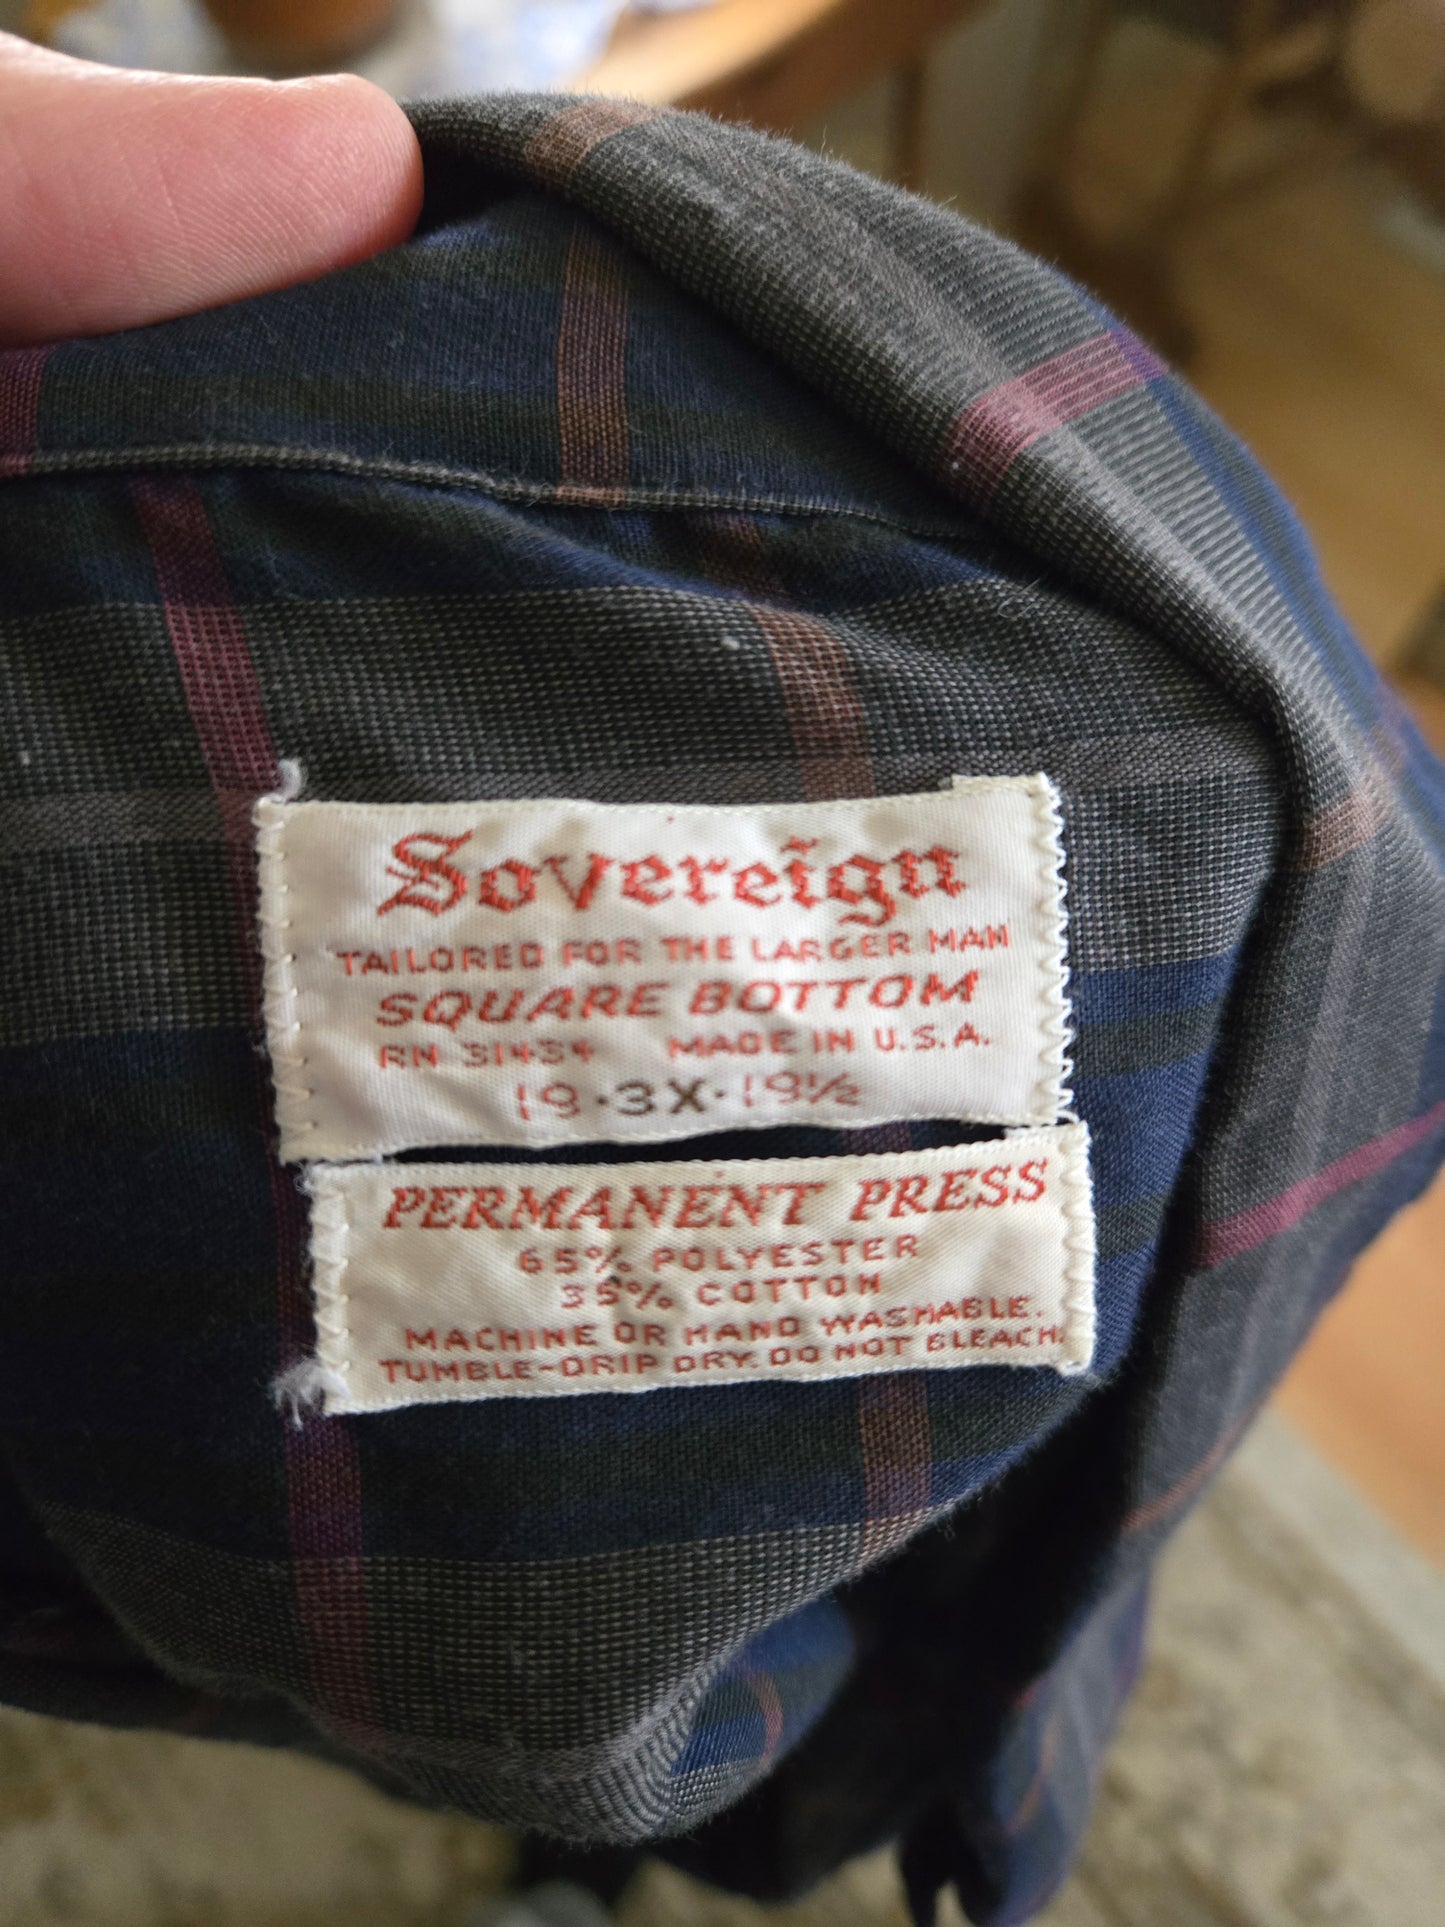 Sovereign
TAILORED FOR THE LARGER MAN
SQUARE BOTTOM
RN 31434 MADE IN U.S.A.
19·3X·19½
PERMANENT PRESS
65% POLYESTER
35% COTTON
MACHINE OR HAND WASHABLE.
TUMBLE-DRIP DRY. DO NOT BLEACH.